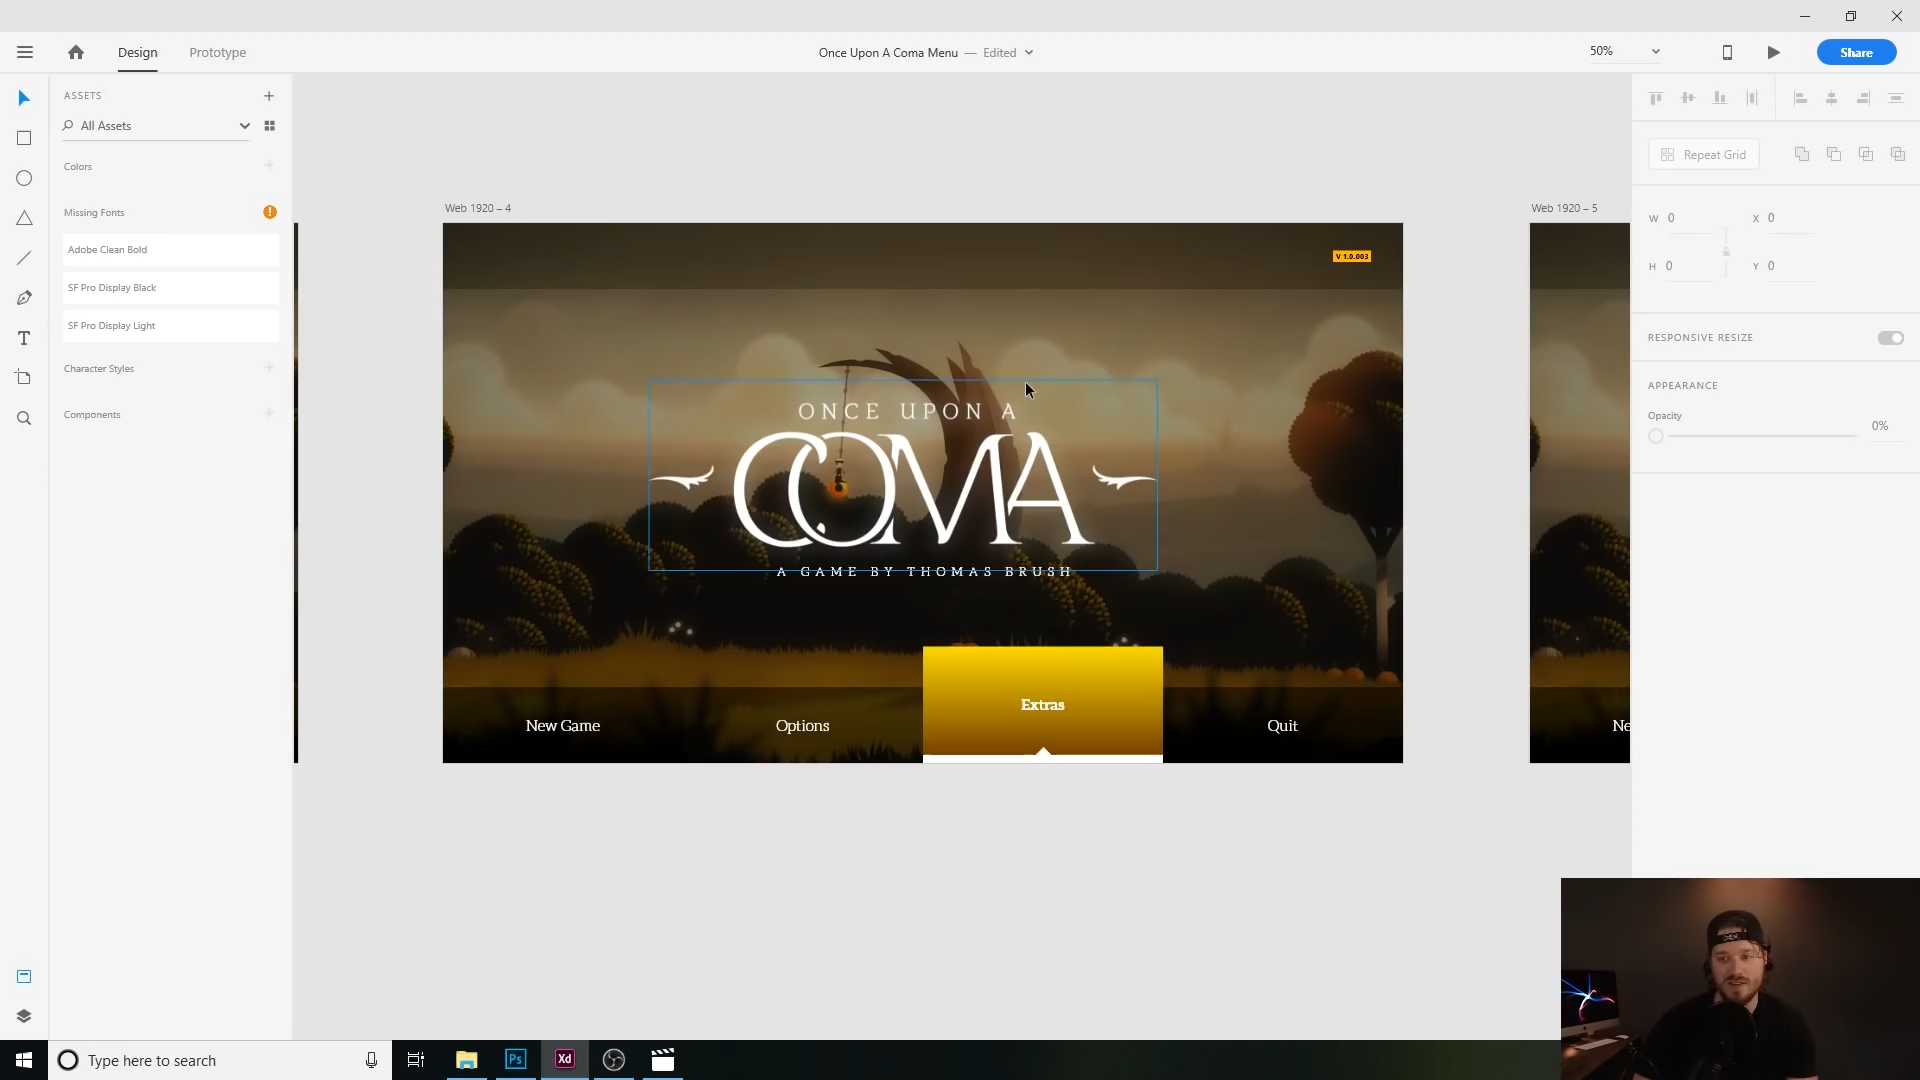 Design
Prototype
Once Upon A Coma Menu — Edited
50%
Share
ASSETS
All Assets
Colors
Missing Fonts
Adobe Clean Bold
SF Pro Display Black
SF Pro Display Light
Character Styles
Components
Web 1920 – 4
Web 1920 – 5
V 1.0.003
ONCE UPON A
COMA
A GAME BY THOMAS BRUSH
New Game
Options
Extras
Quit
Ne
Repeat Grid
W 0
X 0
H 0
Y 0
RESPONSIVE RESIZE
APPEARANCE
Opacity
0%
Type here to search
Ps
Xd